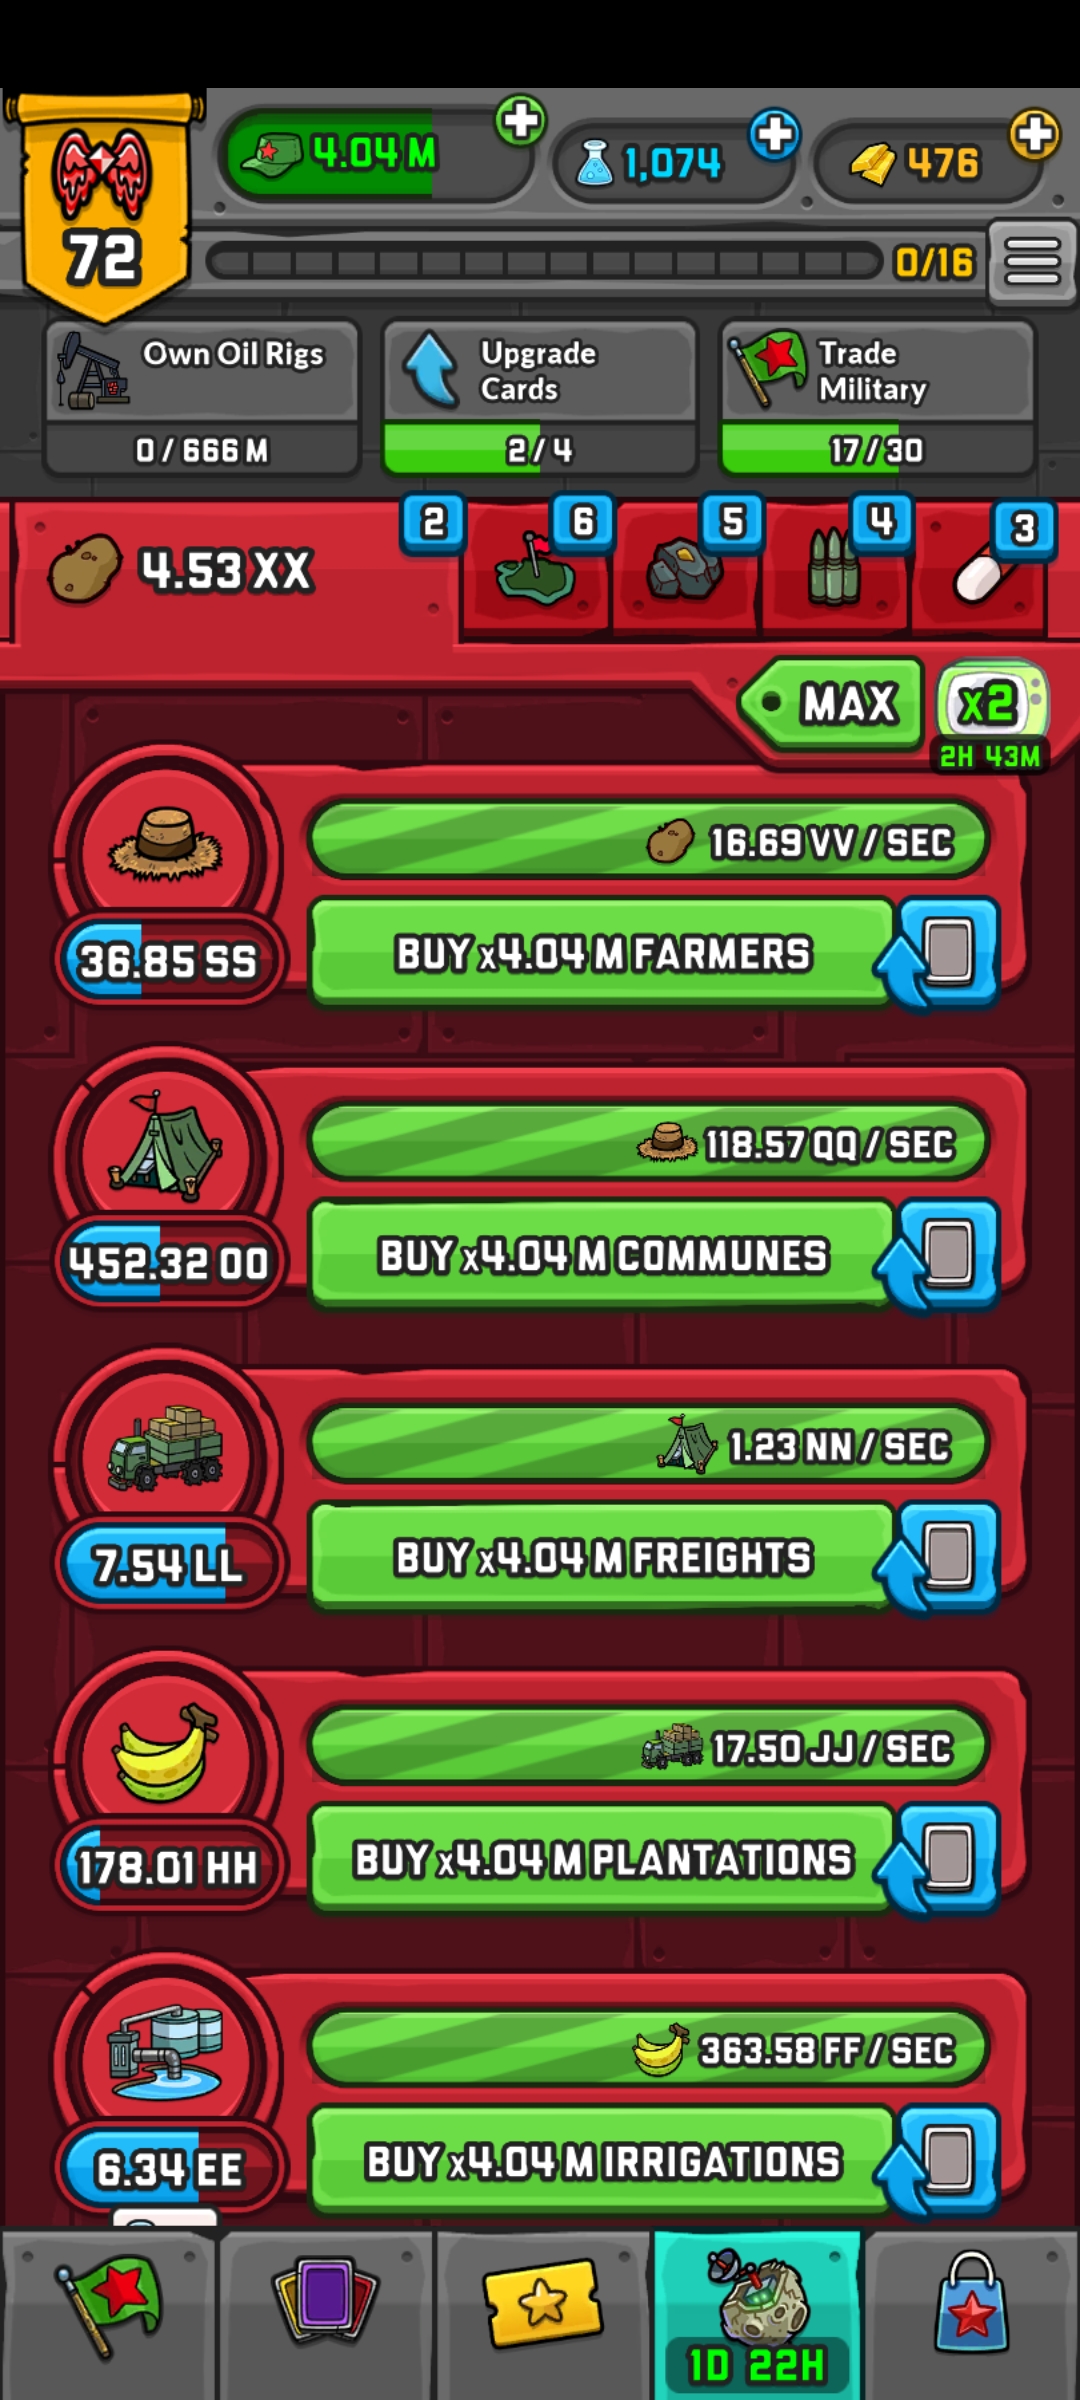 4.04 M
1,074
476
72
0/16
Own Oil Rigs
0 / 666 M
Upgrade
Cards
2 / 4
Trade
Military
17 / 30
4.53 XX
2
6
5
4
3
MAX
x2
2H 43M
16.69 VV / SEC
36.85 SS
BUY x4.04 M FARMERS
118.57 QQ / SEC
452.32 OO
BUY x4.04 M COMMUNES
1.23 NN / SEC
7.54 LL
BUY x4.04 M FREIGHTS
17.50 JJ / SEC
178.01 HH
BUY x4.04 M PLANTATIONS
363.58 FF / SEC
6.34 EE
BUY x4.04 M IRRIGATIONS
1D 22H